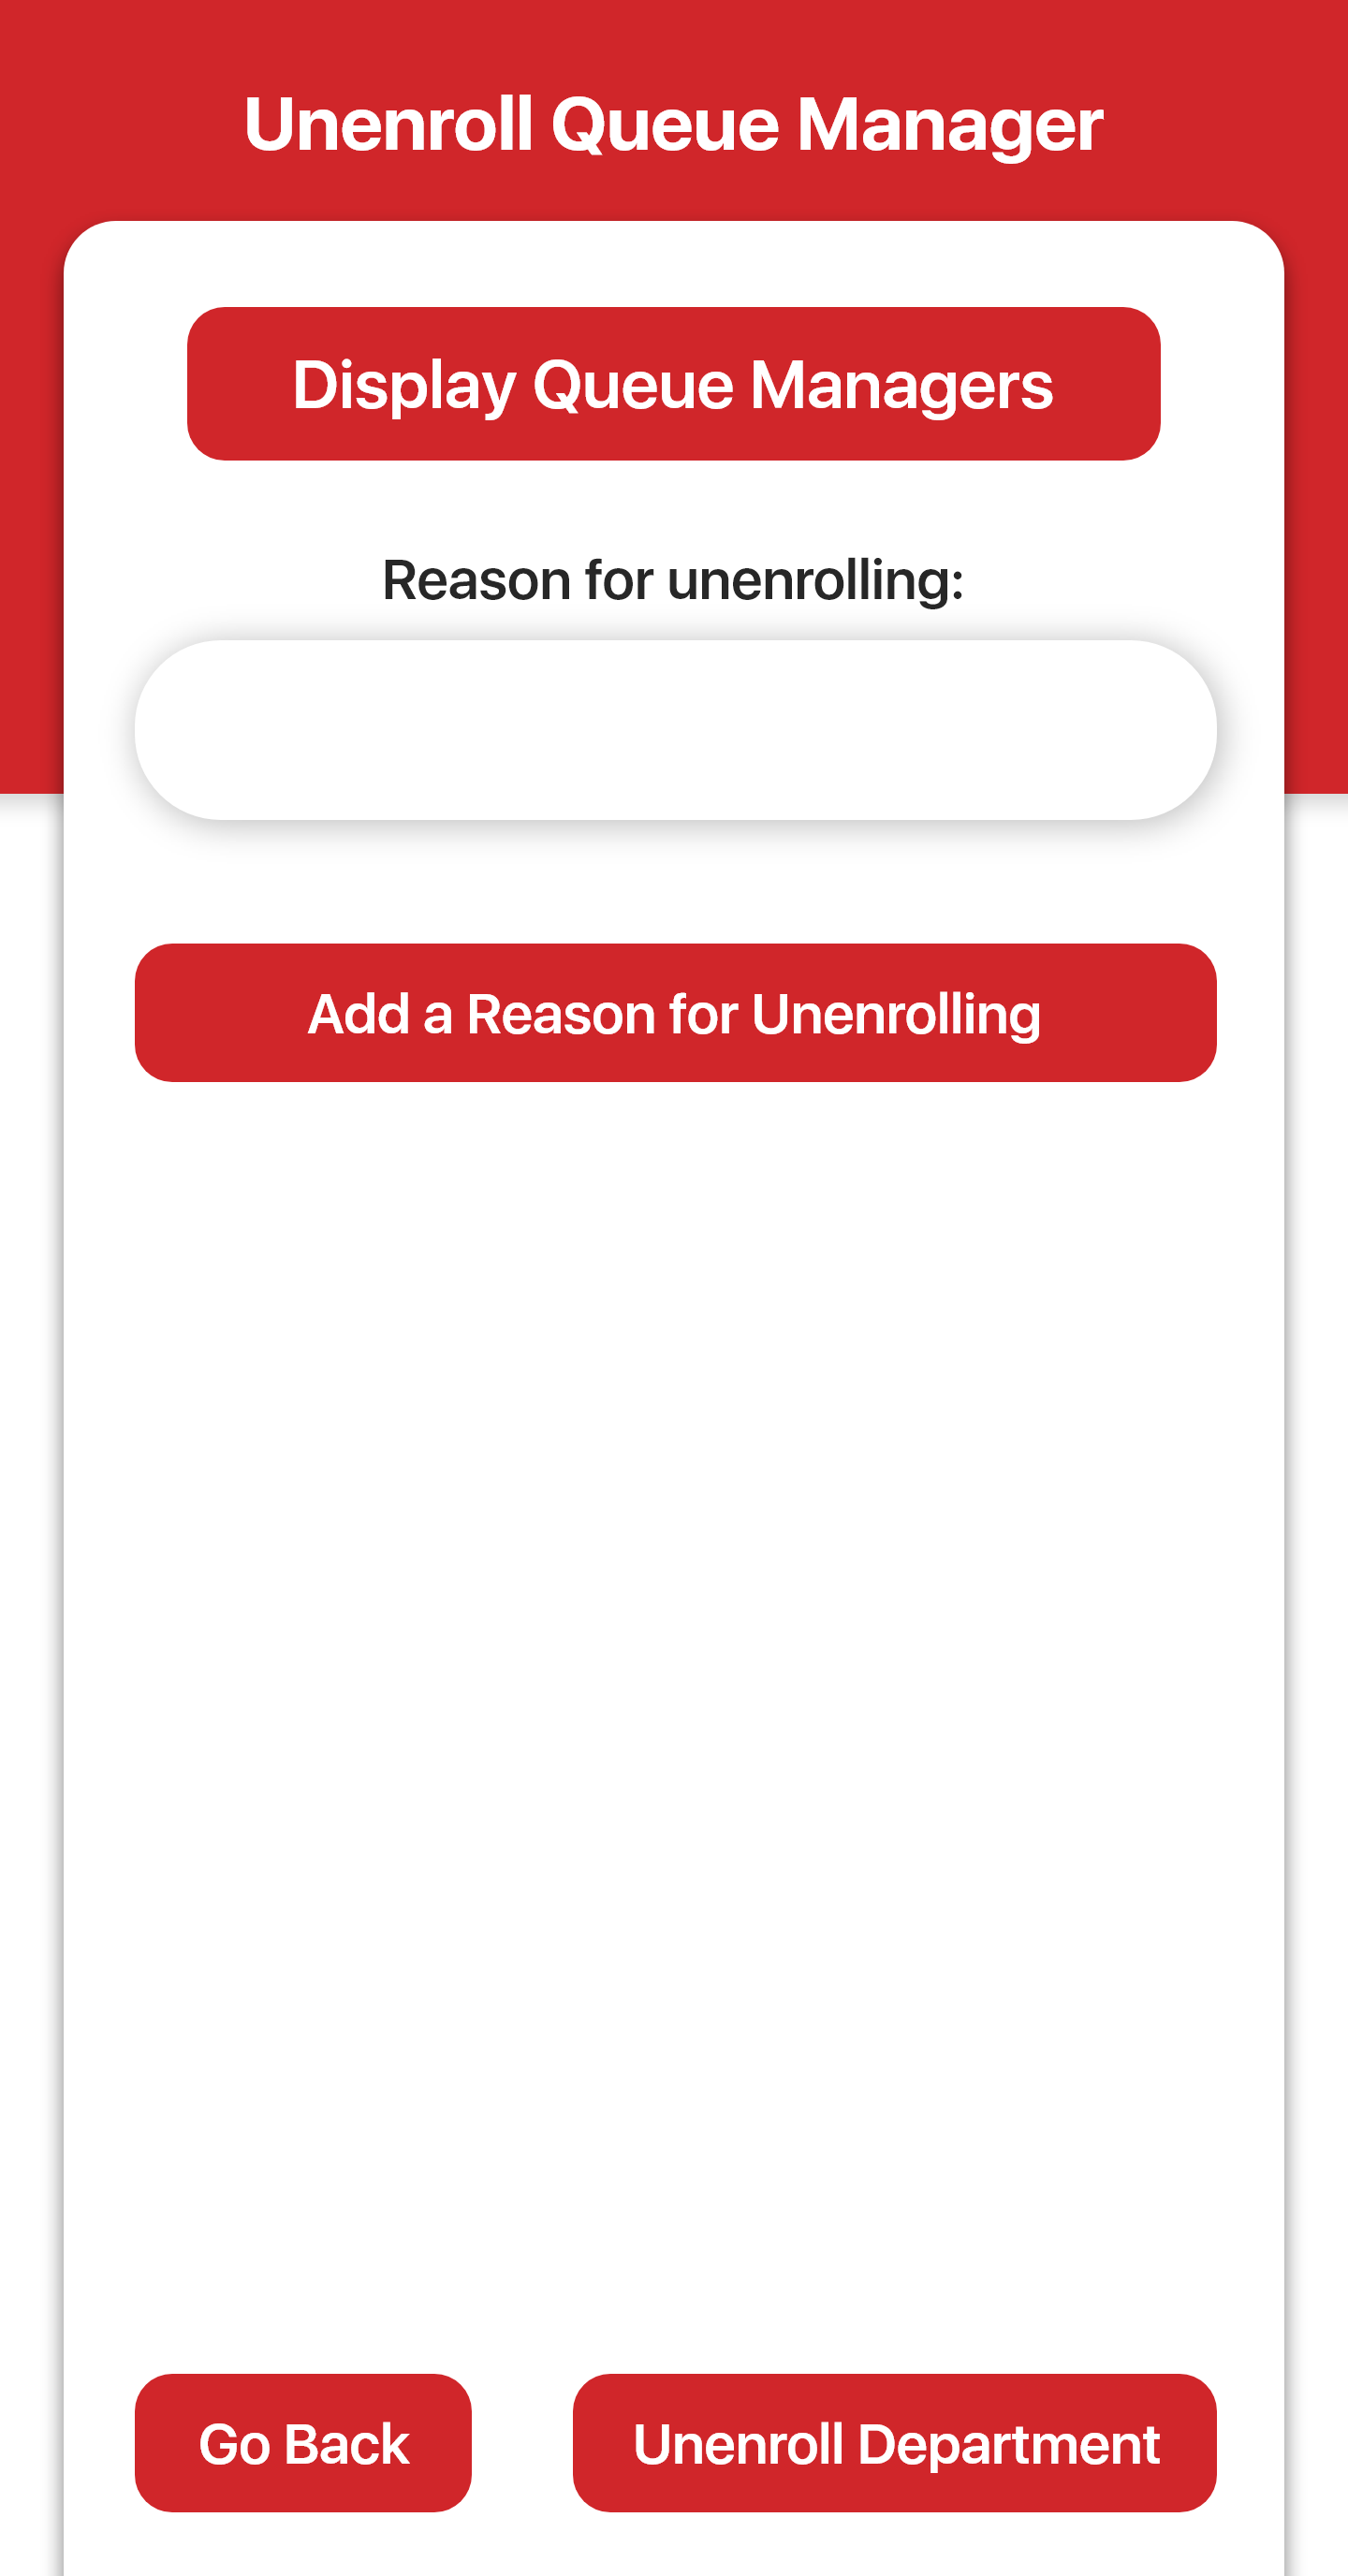 Unenroll Queue Manager
Display Queue Managers
Reason for unenrolling:
Add a Reason for Unenrolling
Go Back
Unenroll Department